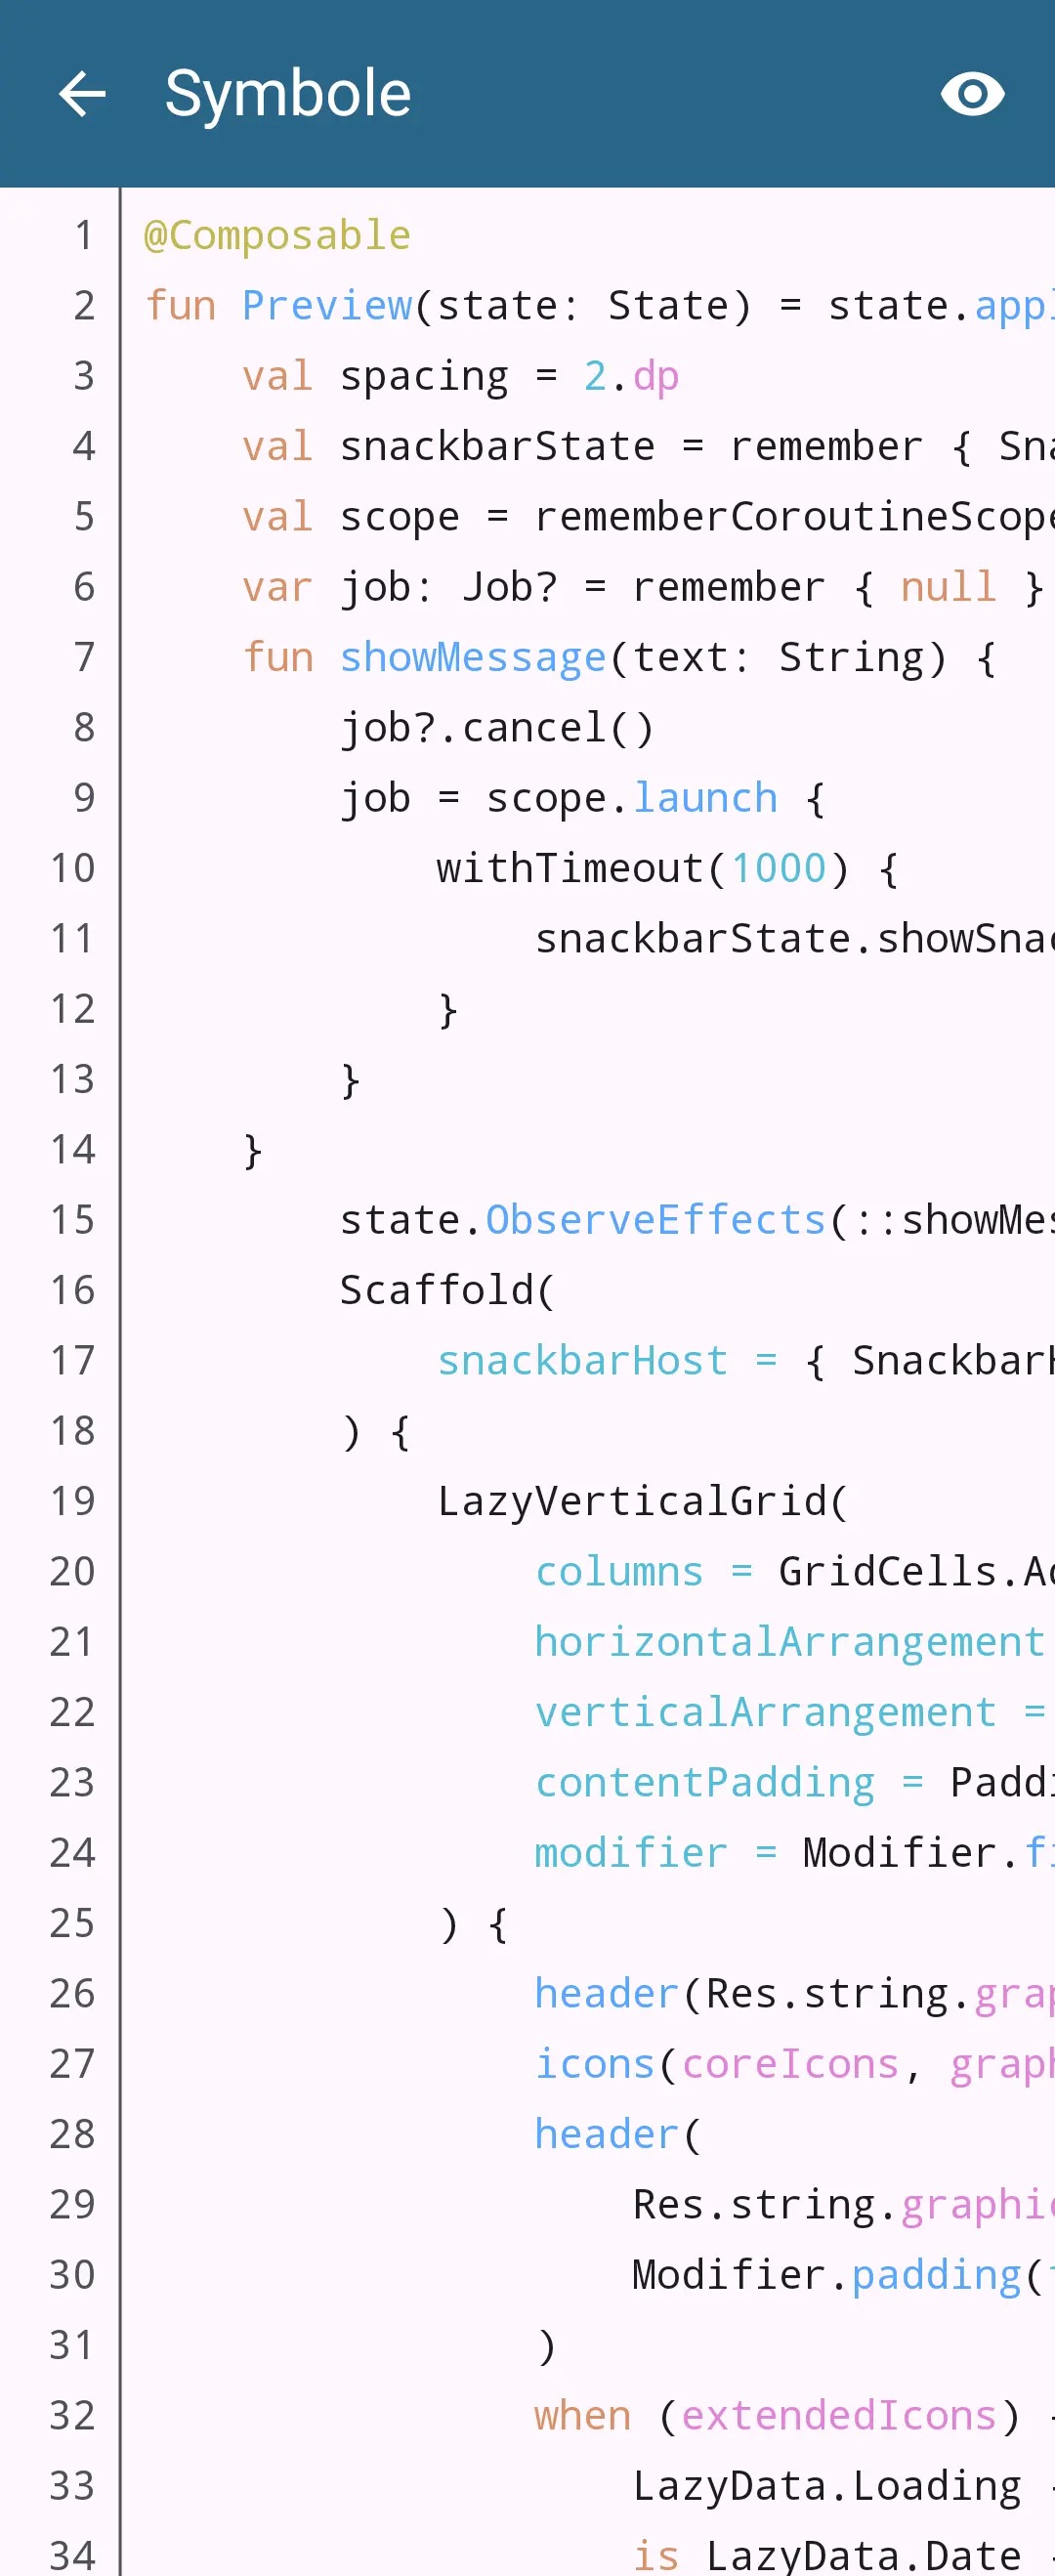 Symbole
1 @Composable
2 fun Preview(state: State) = state.appl
3 val spacing = 2.dp
4 val snackbarState = remember { Sna
5 val scope = rememberCoroutineScope
6 var job: Job? = remember { null }
7 fun showMessage(text: String) {
8 job?.cancel()
9 job = scope.launch {
10 withTimeout(1000) {
11 snackbarState.showSnac
12 }
13 }
14 }
15 state.ObserveEffects(::showMes
16 Scaffold(
17 snackbarHost = { SnackbarH
18 ) {
19 LazyVerticalGrid(
20 columns = GridCells.Ad
21 horizontalArrangement
22 verticalArrangement =
23 contentPadding = Paddi
24 modifier = Modifier.fi
25 ) {
26 header(Res.string.grap
27 icons(coreIcons, graph
28 header(
29 Res.string.graphic
30 Modifier.padding(
31 )
32 when (extendedIcons)
33 LazyData.Loading
34 is LazyData.Date